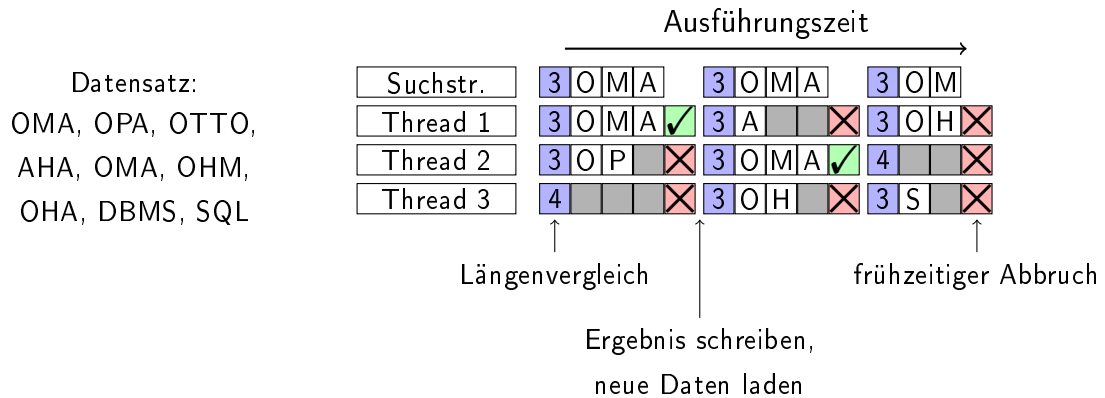 Ausführungszeit
Datensatz:
OMA, OPA, OTTO,
AHA, OMA, OHM,
OHA, DBMS, SQL
Suchstr. 3 O M A 3 O M A 3 O M
Thread 1 3 O M A ✓ 3 A ✕ 3 O H ✕
Thread 2 3 O P ✕ 3 O M A ✓ 4 ✕
Thread 3 4 ✕ 3 O H ✕ 3 S ✕
Längenvergleich
frühzeitiger Abbruch
Ergebnis schreiben,
neue Daten laden